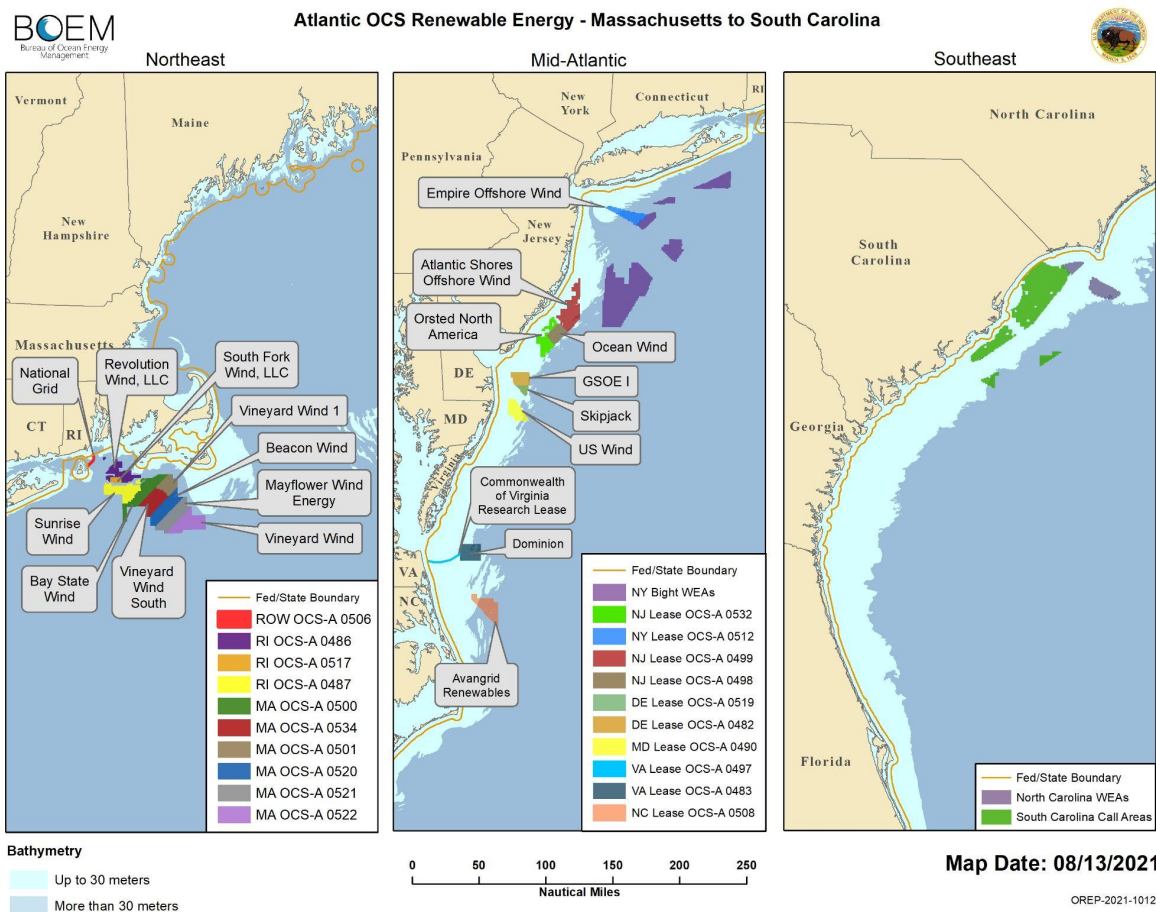 BOEM
Bureau of Ocean Energy
Management
Atlantic OCS Renewable Energy - Massachusetts to South Carolina
U.S. DEPARTMENT OF THE INTERIOR
MARCH 3, 1849
Northeast
Vermont
Maine
New
Hampshire
Massachusetts
National
Grid
Revolution
Wind, LLC
South Fork
Wind, LLC
CT
RI
Vineyard Wind 1
Beacon Wind
Mayflower Wind
Energy
Vineyard Wind
Sunrise
Wind
Bay State
Wind
Vineyard
Wind
South
Fed/State Boundary
ROW OCS-A 0506
RI OCS-A 0486
RI OCS-A 0517
RI OCS-A 0487
MA OCS-A 0500
MA OCS-A 0534
MA OCS-A 0501
MA OCS-A 0520
MA OCS-A 0521
MA OCS-A 0522
Mid-Atlantic
New
York
Connecticut
RI
Pennsylvania
Empire Offshore Wind
New
Jersey
Atlantic Shores
Offshore Wind
Orsted North
America
Ocean Wind
DE
GSOE I
Skipjack
MD
US Wind
Virginia
Commonwealth
of Virginia
Research Lease
Dominion
VA
NC
Avangrid
Renewables
Fed/State Boundary
NY Bight WEAs
NJ Lease OCS-A 0532
NY Lease OCS-A 0512
NJ Lease OCS-A 0499
NJ Lease OCS-A 0498
DE Lease OCS-A 0519
DE Lease OCS-A 0482
MD Lease OCS-A 0490
VA Lease OCS-A 0497
VA Lease OCS-A 0483
NC Lease OCS-A 0508
Southeast
North Carolina
South
Carolina
Georgia
Florida
Fed/State Boundary
North Carolina WEAs
South Carolina Call Areas
Bathymetry
Up to 30 meters
More than 30 meters
0 50 100 150 200 250
Nautical Miles
Map Date: 08/13/2021
OREP-2021-1012